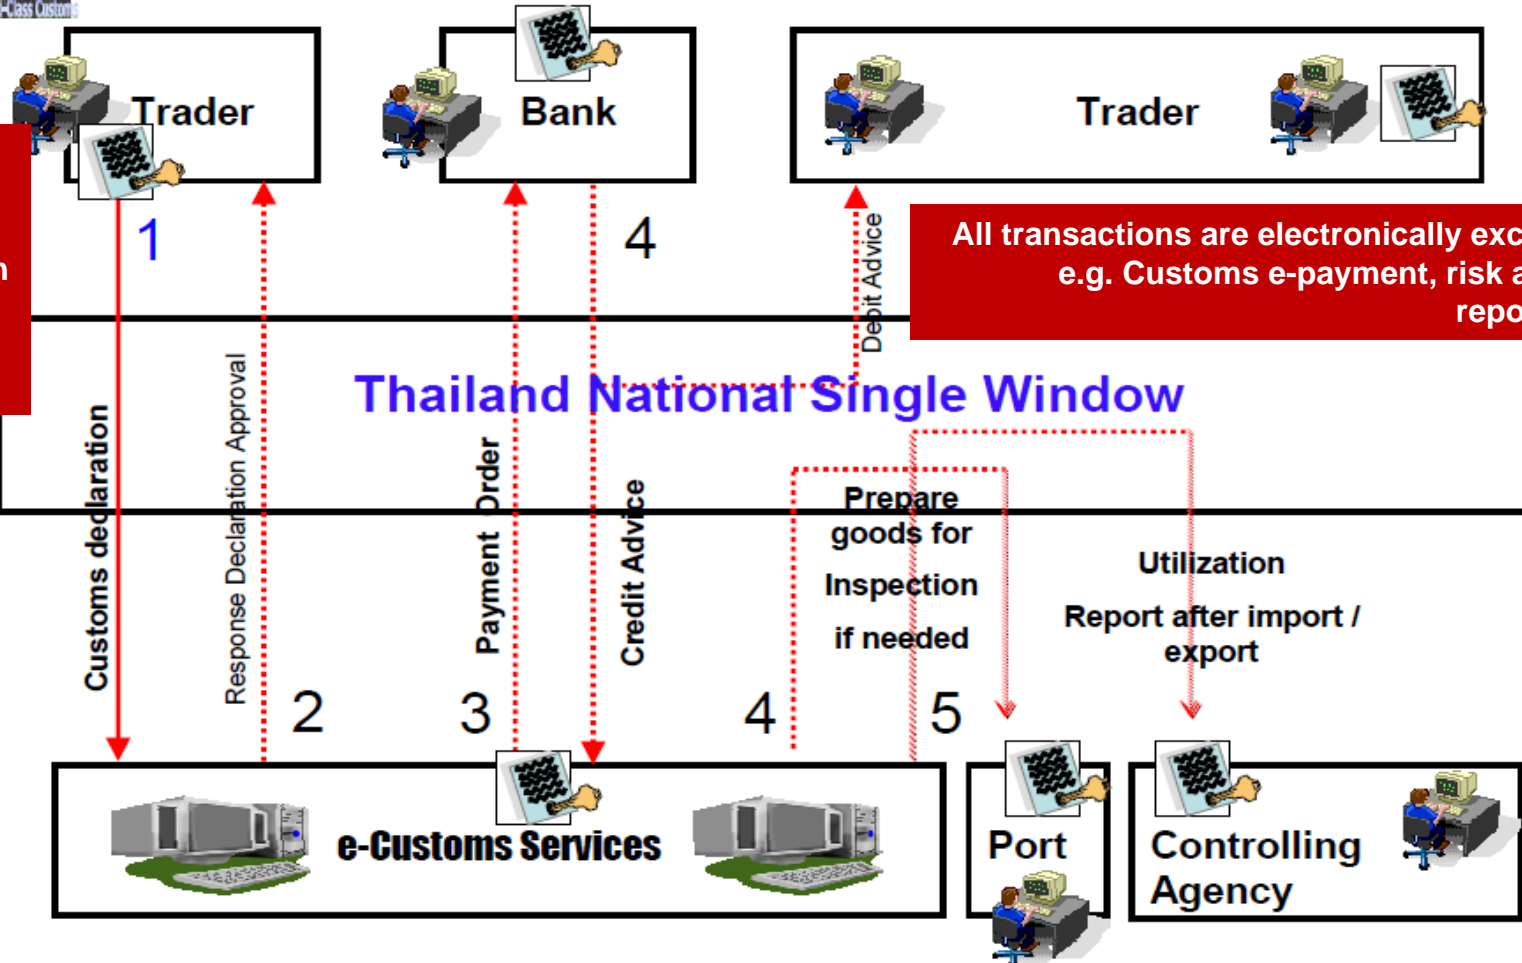 -Class Customs
Trader
Bank
Trader
1
4
Debit Advice
n
All transactions are electronically exc
e.g. Customs e-payment, risk a
repo
Thailand National Single Window
Customs declaration
Response Declaration Approval
Payment Order
Credit Advice
Prepare
goods for
Inspection
if needed
Utilization
Report after import /
export
2
3
4
5
e-Customs Services
Port
Controlling
Agency